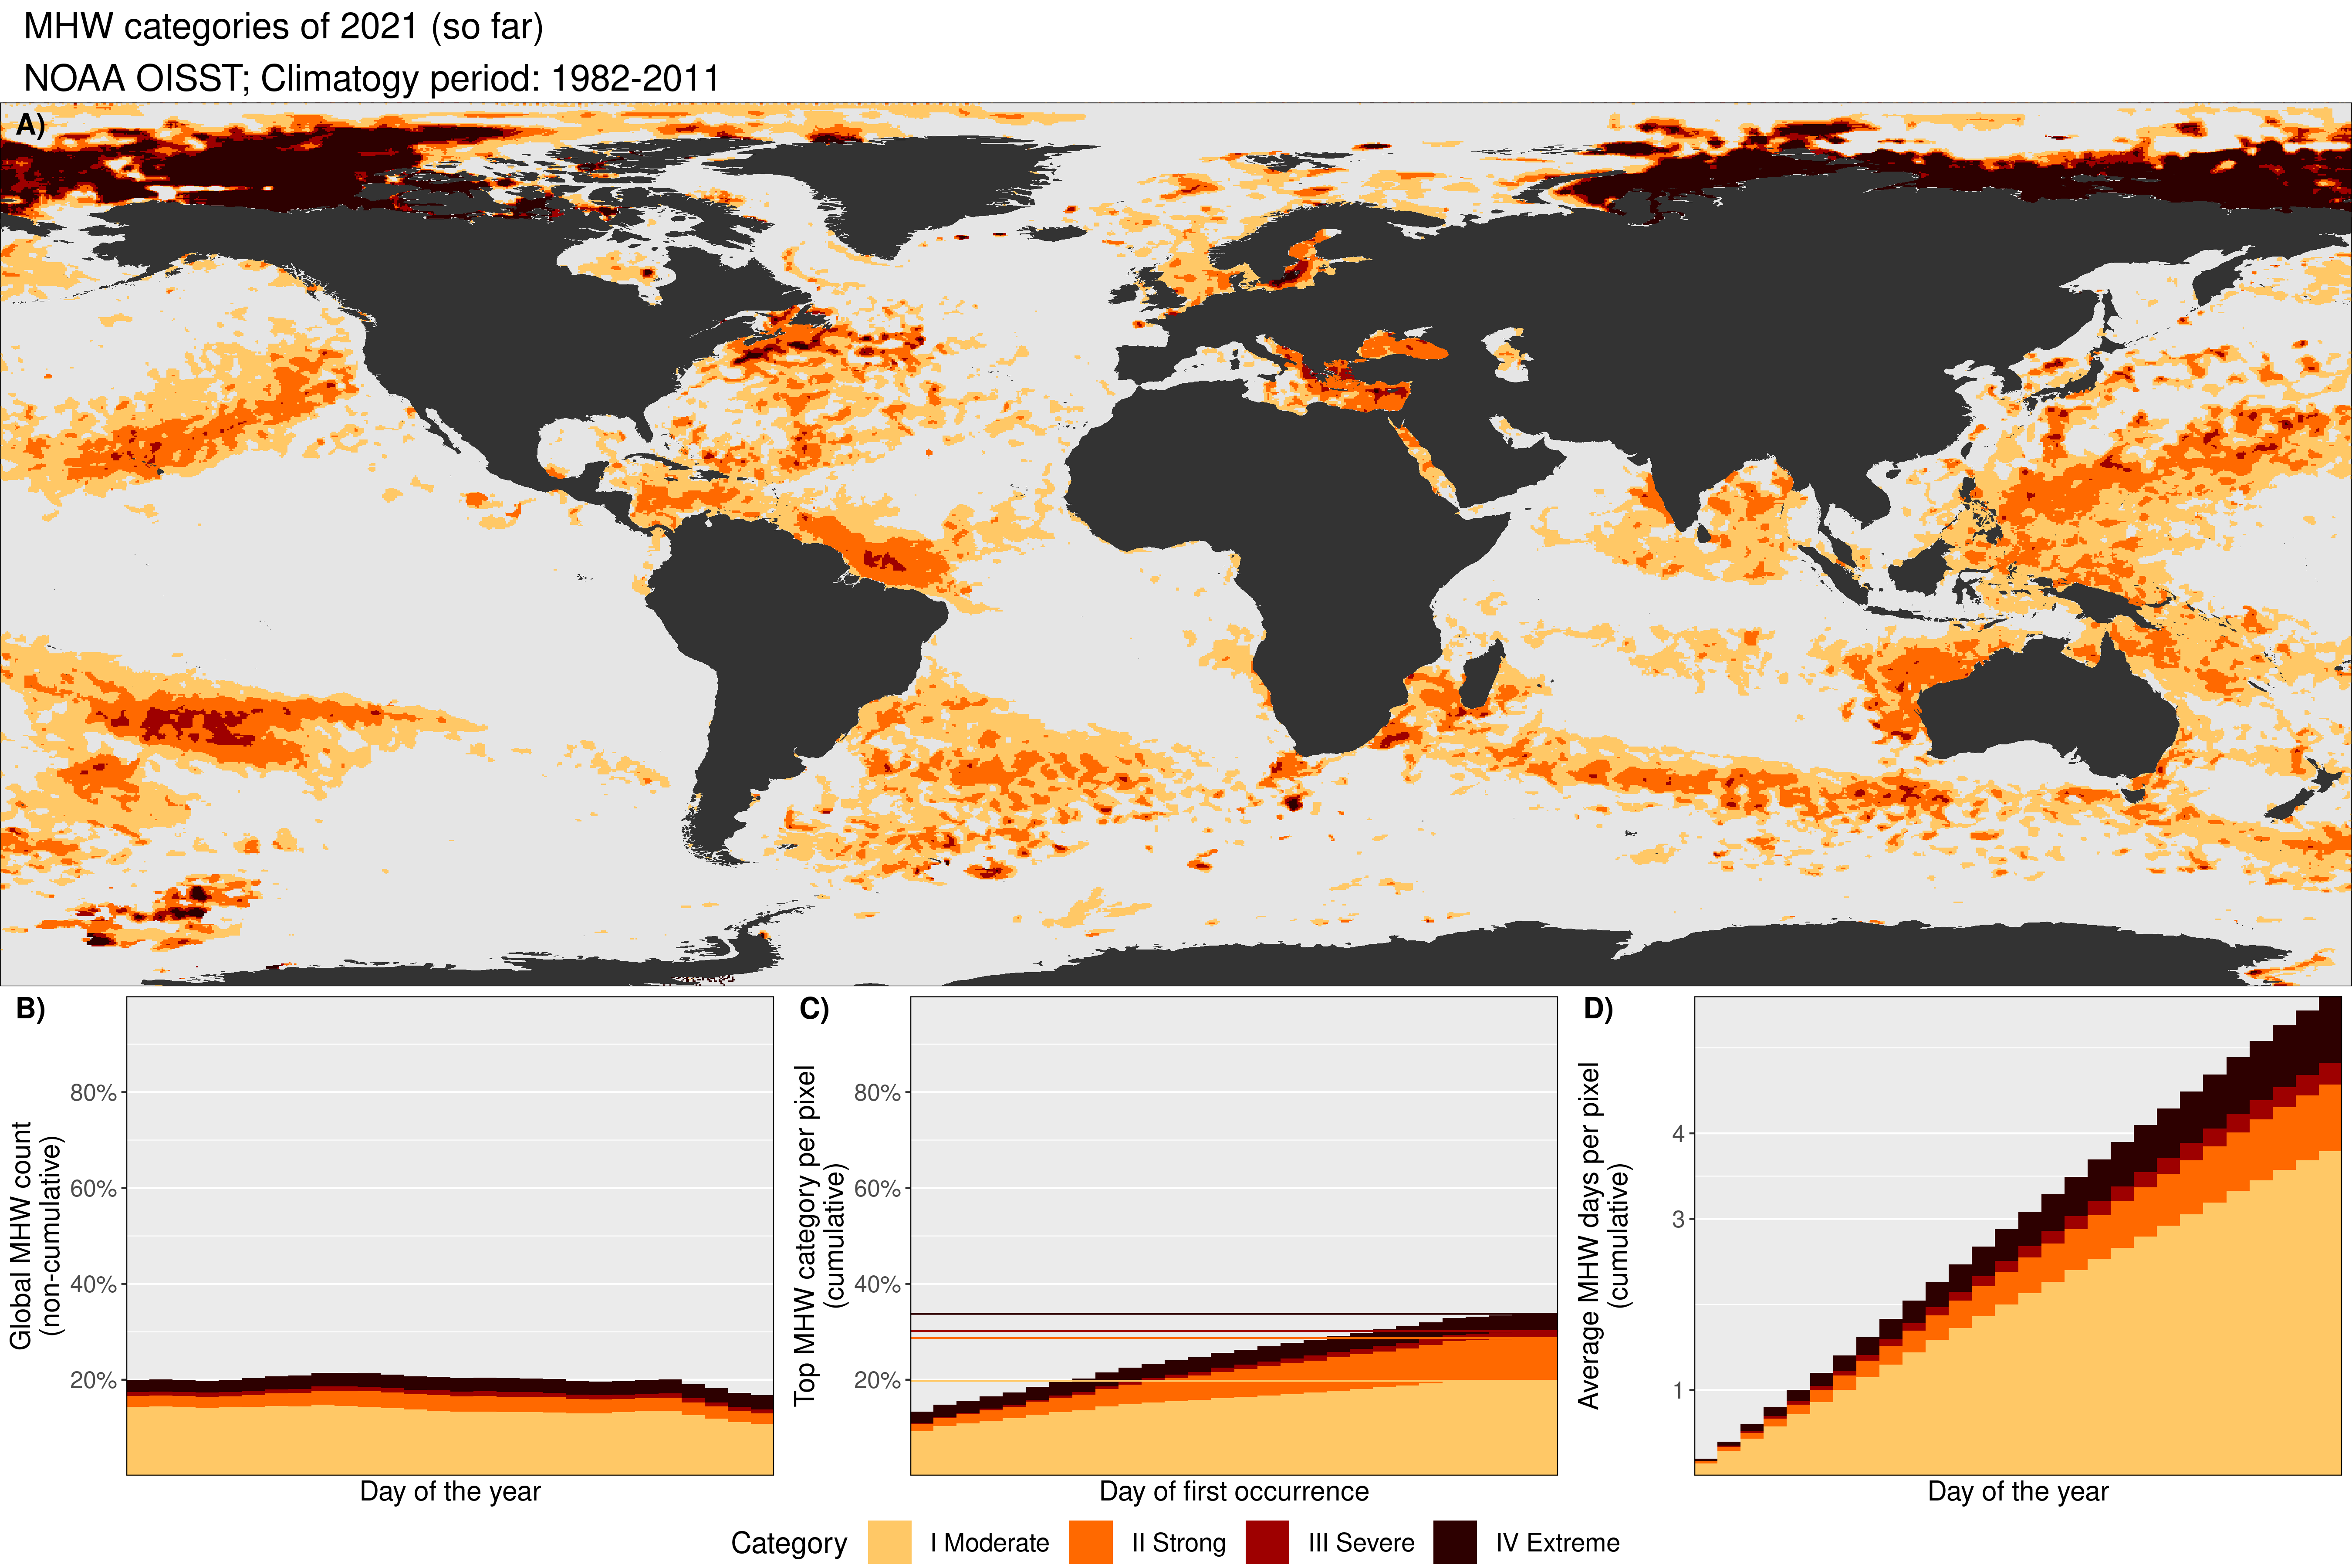 MHW categories of 2021 (so far)
NOAA OISST; Climatogy period: 1982-2011
A)
B)
Global MHW count
(non-cumulative)
80%
60%
40%
20%
Day of the year
C)
Top MHW category per pixel
(cumulative)
80%
60%
40%
20%
Day of first occurrence
D)
Average MHW days per pixel
(cumulative)
4
3
1
Day of the year
Category I Moderate II Strong III Severe IV Extreme